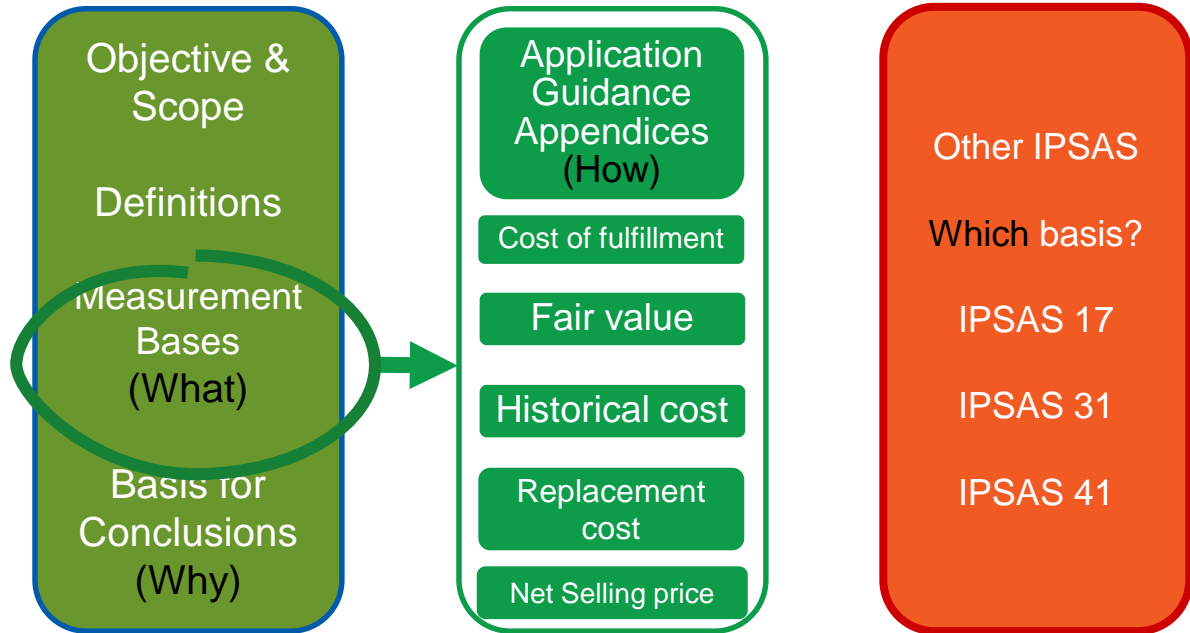 Objective &
Scope
Definitions
Measurement
Bases
(What)
Basis for
Conclusions
(Why)
Application
Guidance
Appendices
(How)
Cost of fulfillment
Fair value
Historical cost
Replacement
cost
Net Selling price
Other IPSAS
Which basis?
IPSAS 17
IPSAS 31
IPSAS 41